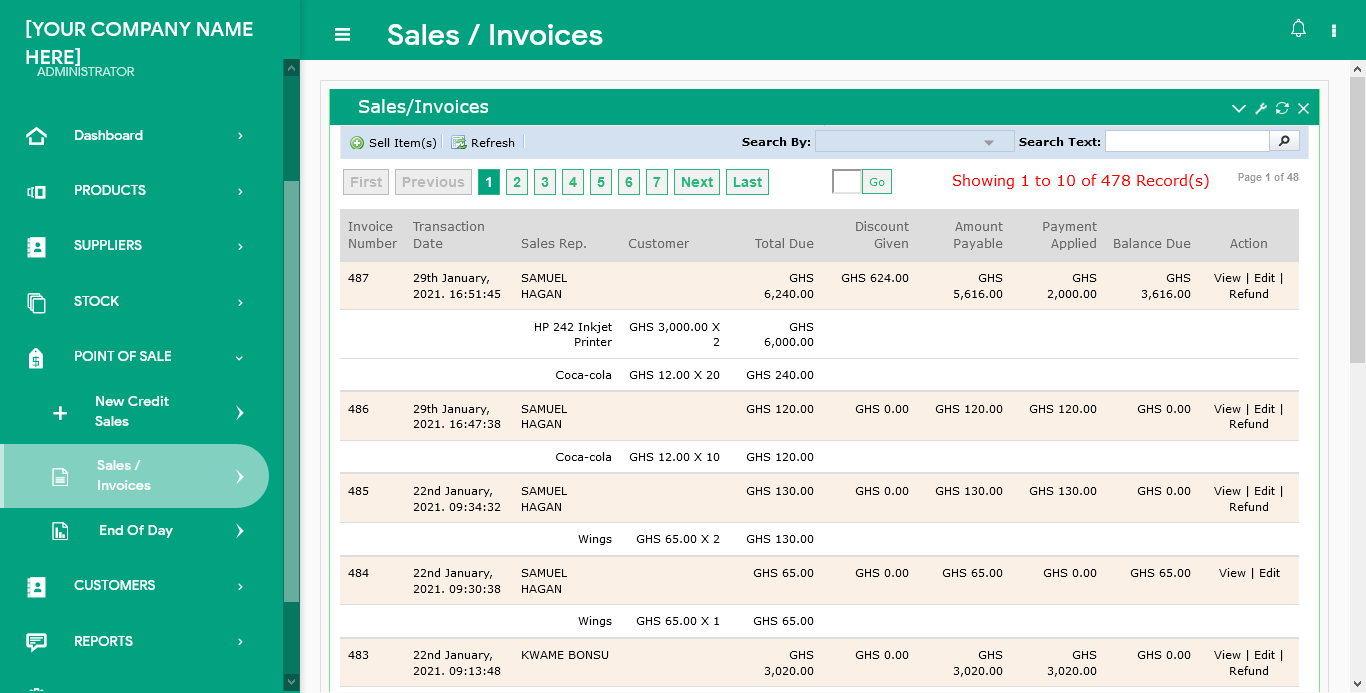 [YOUR COMPANY NAME
HERE]
ADMINISTRATOR
Dashboard
PRODUCTS
SUPPLIERS
STOCK
POINT OF SALE
New Credit
Sales
Sales /
Invoices
End Of Day
CUSTOMERS
REPORTS
Sales / Invoices
Sales/Invoices
Sell Item(s) Refresh Search By: Search Text:
First Previous 1 2 3 4 5 6 7 Next Last Go Showing 1 to 10 of 478 Record(s) Page 1 of 48
Invoice Transaction Discount Amount Payment
Number Date Sales Rep. Customer Total Due Given Payable Applied Balance Due Action
487 29th January, SAMUEL GHS GHS 624.00 GHS GHS GHS View | Edit |
2021. 16:51:45 HAGAN 6,240.00 5,616.00 2,000.00 3,616.00 Refund
HP 242 Inkjet GHS 3,000.00 X GHS
Printer 2 6,000.00
Coca-cola GHS 12.00 X 20 GHS 240.00
486 29th January, SAMUEL GHS 120.00 GHS 0.00 GHS 120.00 GHS 120.00 GHS 0.00 View | Edit |
2021. 16:47:38 HAGAN Refund
Coca-cola GHS 12.00 X 10 GHS 120.00
485 22nd January, SAMUEL GHS 130.00 GHS 0.00 GHS 130.00 GHS 130.00 GHS 0.00 View | Edit |
2021. 09:34:32 HAGAN Refund
Wings GHS 65.00 X 2 GHS 130.00
484 22nd January, SAMUEL GHS 65.00 GHS 0.00 GHS 65.00 GHS 0.00 GHS 65.00 View | Edit
2021. 09:30:38 HAGAN
Wings GHS 65.00 X 1 GHS 65.00
483 22nd January, KWAME BONSU GHS GHS 0.00 GHS GHS GHS 0.00 View | Edit |
2021. 09:13:48 3,020.00 3,020.00 3,020.00 Refund